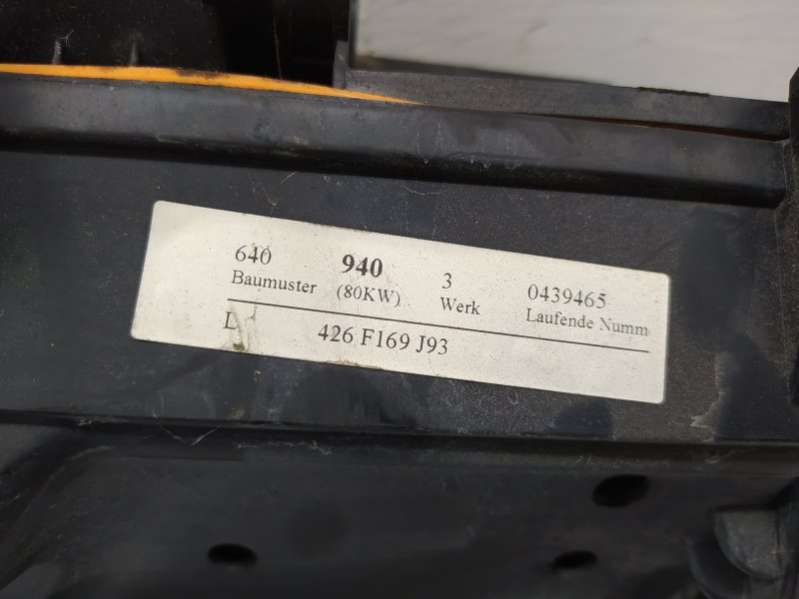 640 940 3 0439465
Baumuster (80KW) Werk Laufende Numm
426 F169 J93